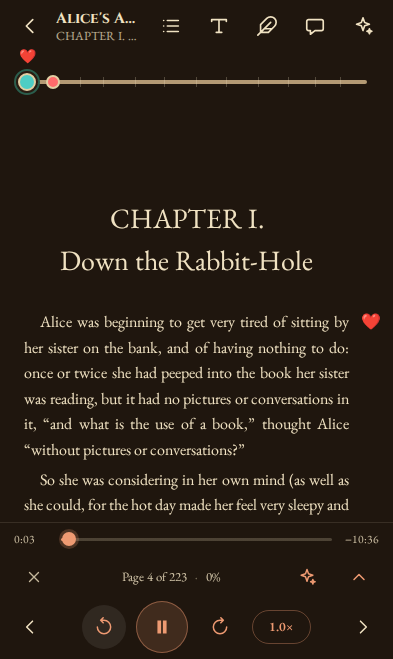 ALICE'S A...
CHAPTER I. ...
CHAPTER I.
Down the Rabbit-Hole
Alice was beginning to get very tired of sitting by
her sister on the bank, and of having nothing to do:
once or twice she had peeped into the book her sister
was reading, but it had no pictures or conversations in
it, “and what is the use of a book,” thought Alice
“without pictures or conversations?”
So she was considering in her own mind (as well as
she could, for the hot day made her feel very sleepy and
0:03
−10:36
Page 4 of 223 · 0%
1.0×